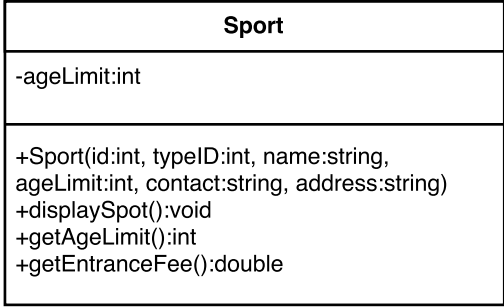 Sport
-ageLimit:int
+Sport(id:int, typeID:int, name:string,
ageLimit:int, contact:string, address:string)
+displaySpot():void
+getAgeLimit():int
+getEntranceFee():double